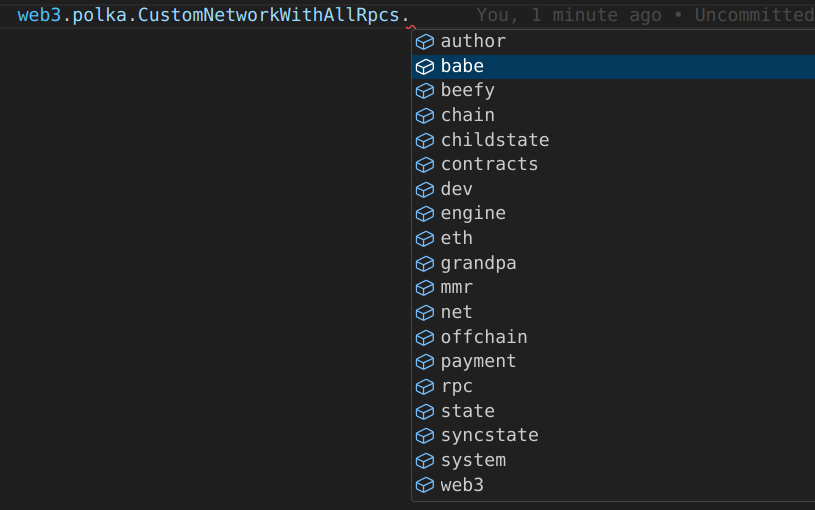 web3.polka.CustomNetworkWithAllRpcs. You, 1 minute ago • Uncommitted
author
babe
beefy
chain
childstate
contracts
dev
engine
eth
grandpa
mmr
net
offchain
payment
rpc
state
syncstate
system
web3